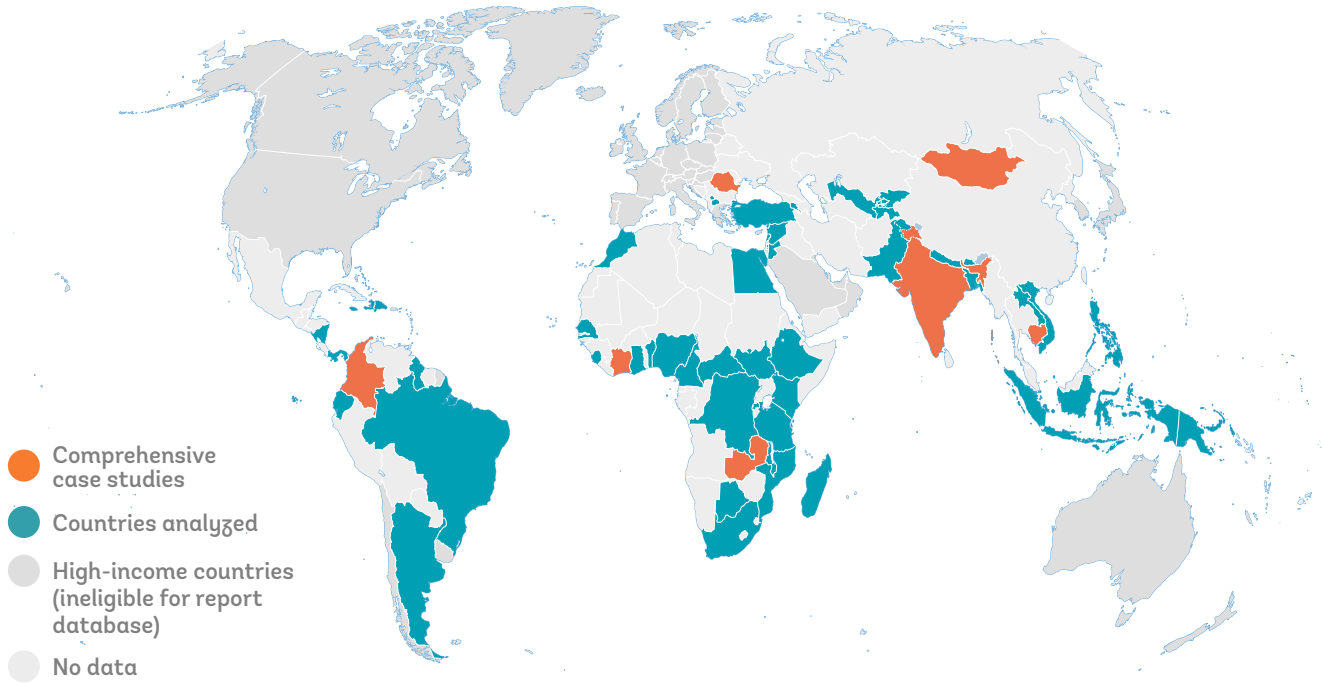 Comprehensive
case studies
Countries analyzed
High-income countries
(ineligible for report
database)
No data